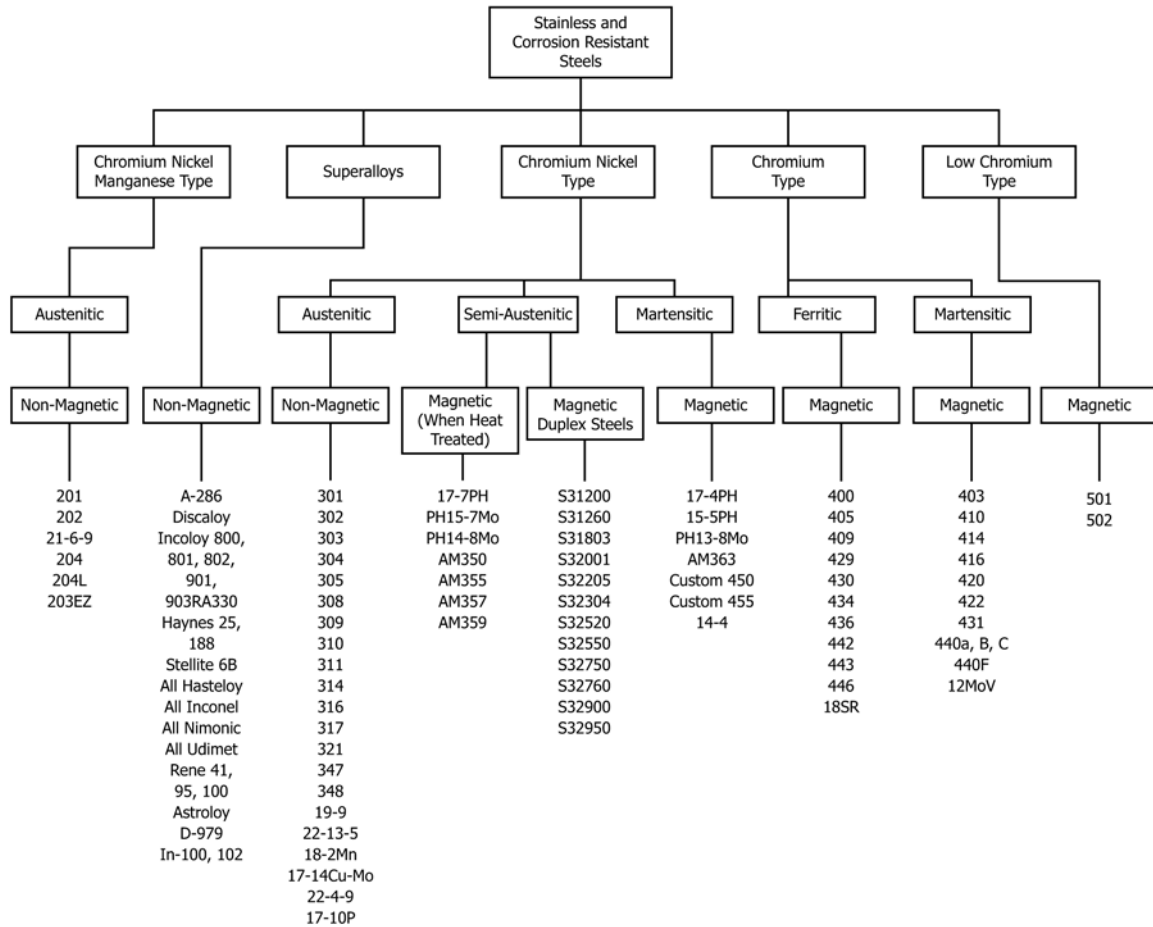 Stainless and
Corrosion Resistant
Steels
Chromium Nickel
Manganese Type
Superalloys
Chromium Nickel
Type
Chromium
Type
Low Chromium
Type
Austenitic
Austenitic
Semi-Austenitic
Martensitic
Ferritic
Martensitic
Non-Magnetic
Non-Magnetic
Non-Magnetic
Magnetic
(When Heat
Treated)
Magnetic
Duplex Steels
Magnetic
Magnetic
Magnetic
Magnetic
201
202
21-6-9
204
204L
203EZ
A-286
Discaloy
Incoloy 800,
801, 802,
901,
903RA330
Haynes 25,
188
Stellite 6B
All Hasteloy
All Inconel
All Nimonic
All Udimet
Rene 41,
95, 100
Astroloy
D-979
In-100, 102
301
302
303
304
305
308
309
310
311
314
316
317
321
347
348
19-9
22-13-5
18-2Mn
17-14Cu-Mo
22-4-9
17-10P
17-7PH
PH15-7Mo
PH14-8Mo
AM350
AM355
AM357
AM359
S31200
S31260
S31803
S32001
S32205
S32304
S32520
S32550
S32750
S32760
S32900
S32950
17-4PH
15-5PH
PH13-8Mo
AM363
Custom 450
Custom 455
14-4
400
405
409
429
430
434
436
442
443
446
18SR
403
410
414
416
420
422
431
440a, B, C
440F
12MoV
501
502